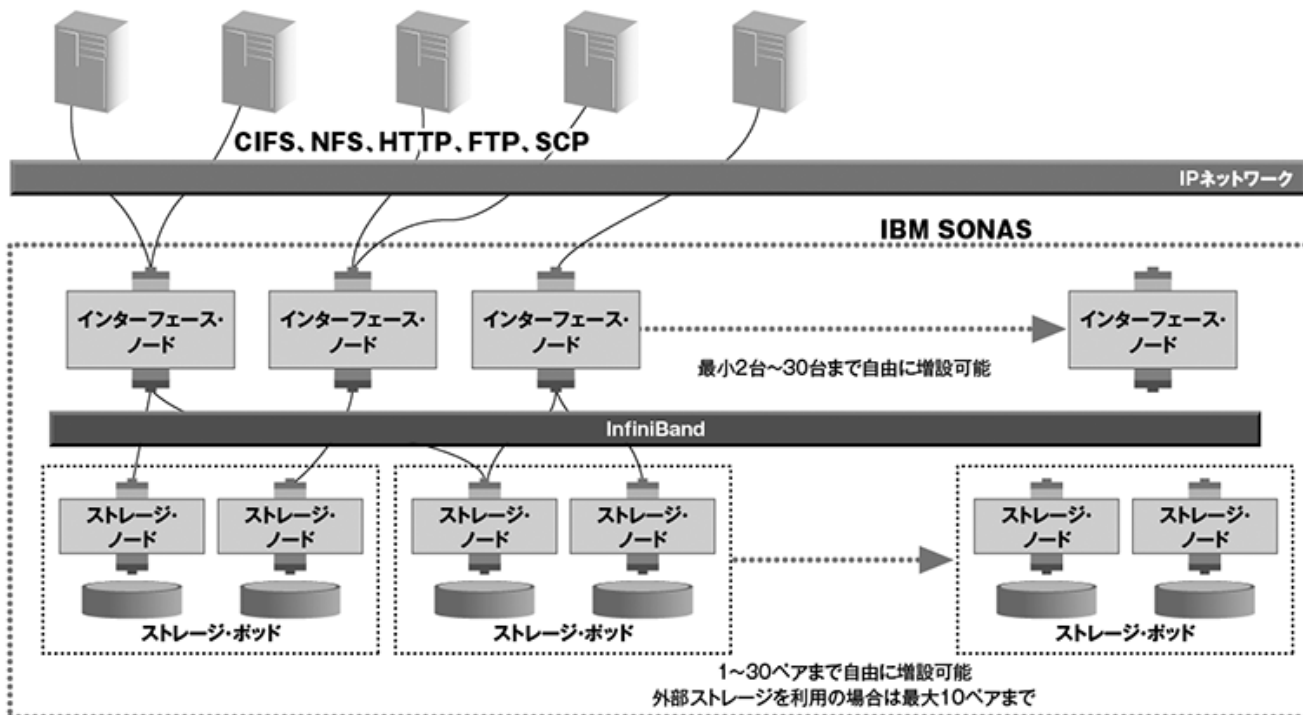 CIFS、NFS、HTTP、FTP、SCP
IPネットワーク
IBM SONAS
インターフェース・
ノード
インターフェース・
ノード
インターフェース・
ノード
インターフェース・
ノード
最小2台～30台まで自由に増設可能
InfiniBand
ストレージ・
ノード
ストレージ・
ノード
ストレージ・ポッド
ストレージ・
ノード
ストレージ・
ノード
ストレージ・ポッド
ストレージ・
ノード
ストレージ・
ノード
ストレージ・ポッド
1～30ペアまで自由に増設可能
外部ストレージを利用の場合は最大10ペアまで